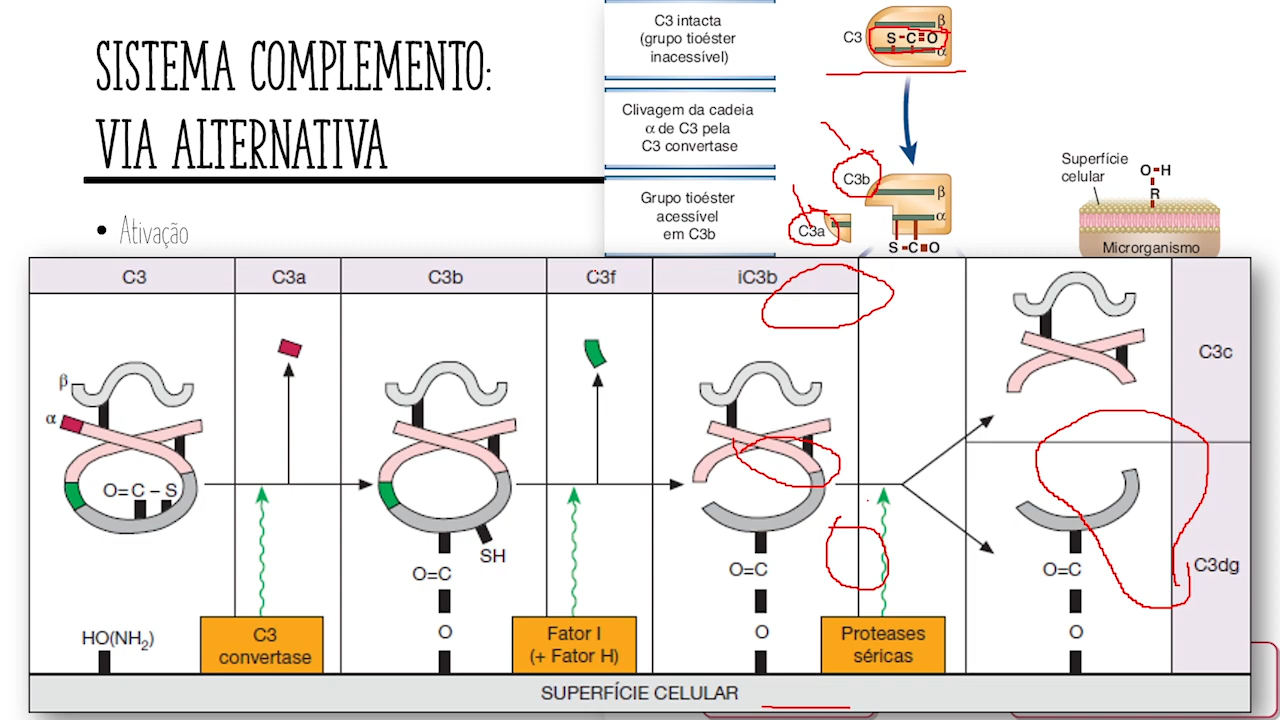 SISTEMA COMPLEMENTO:
VIA ALTERNATIVA
• Ativação
C3 intacta
(grupo tioéster
inacessível)
Clivagem da cadeia
α de C3 pela
C3 convertase
Grupo tioéster
acessível
em C3b
C3
β
S-C=O
α
C3b
β
α
C3a
S-C=O
Superfície
celular
O-H
R
Microrganismo
C3
C3a
C3b
C3f
iC3b
β
α
O=C-S
HO(NH₂)
C3
convertase
SH
O=C
O
Fator I
(+ Fator H)
O=C
O
Proteases
séricas
C3c
C3dg
O=C
O
SUPERFÍCIE CELULAR